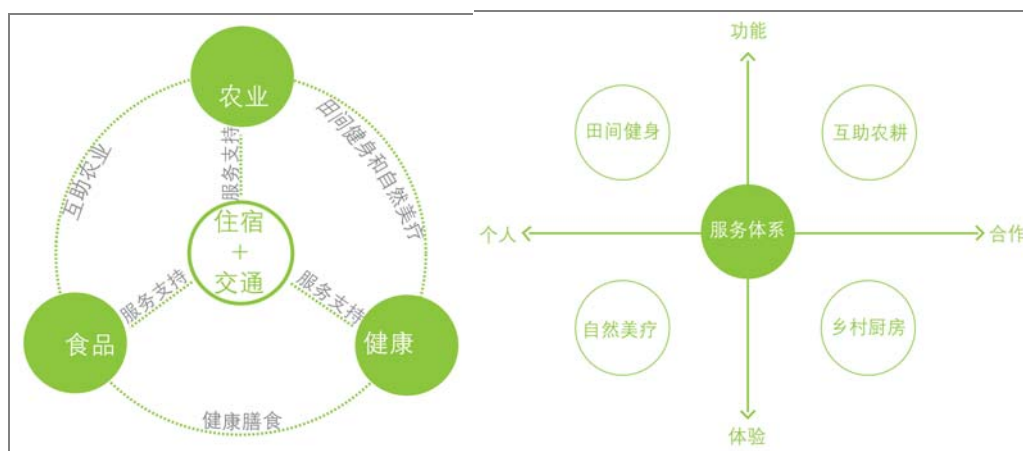 农业
互助农业
田间健身和自然美疗
服务支持
住宿
+
交通
服务支持
服务支持
食品
健康
健康膳食
功能
田间健身
互助农耕
个人
服务体系
合作
自然美疗
乡村厨房
体验